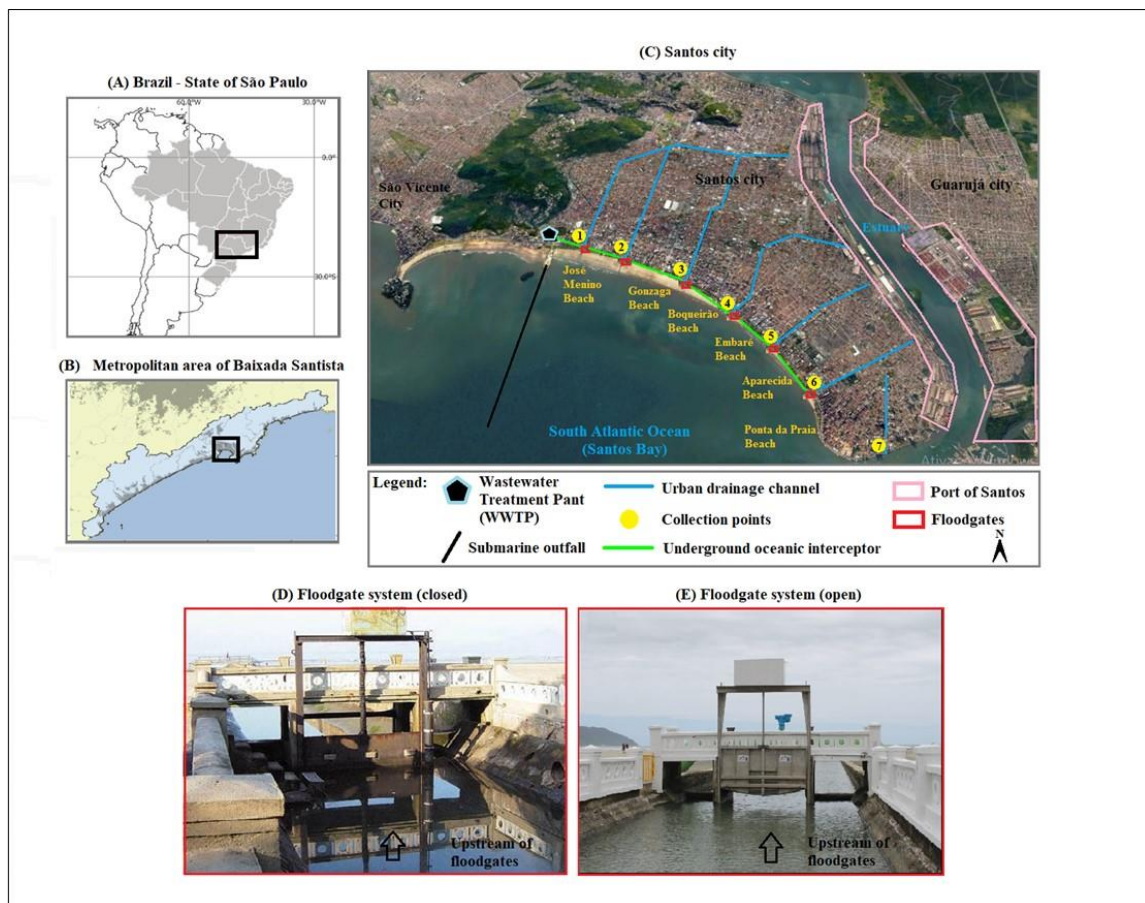 (C) Santos city
(A) Brazil - State of São Paulo
60.0°W
30.0°W
0.0°
30.0°S
(B) Metropolitan area of Baixada Santista
São Vicente
City
Santos city
Guarujá city
Estuary
1
2
3
4
5
6
7
José
Menino
Beach
Gonzaga
Beach
Boqueirão
Beach
Embaré
Beach
Aparecida
Beach
Ponta da Praia
Beach
South Atlantic Ocean
(Santos Bay)
Legend:
Wastewater
Treatment Pant
(WWTP)
Submarine outfall
Urban drainage channel
Collection points
Underground oceanic interceptor
Port of Santos
Floodgates
N
(D) Floodgate system (closed)
Upstream of
floodgates
(E) Floodgate system (open)
Upstream of
floodgates